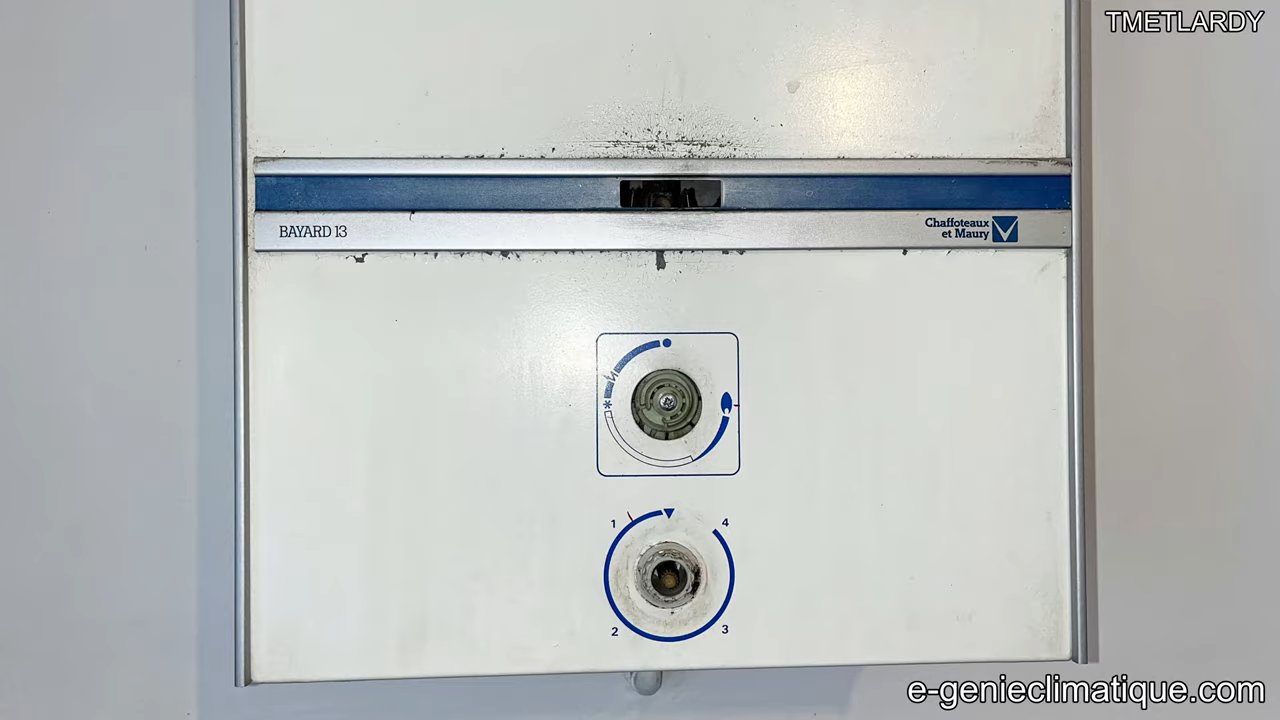 TMETLARDY
BAYARD 13
Chaffoteaux
et Maury
1
4
2
3
e-genieclimatique.com